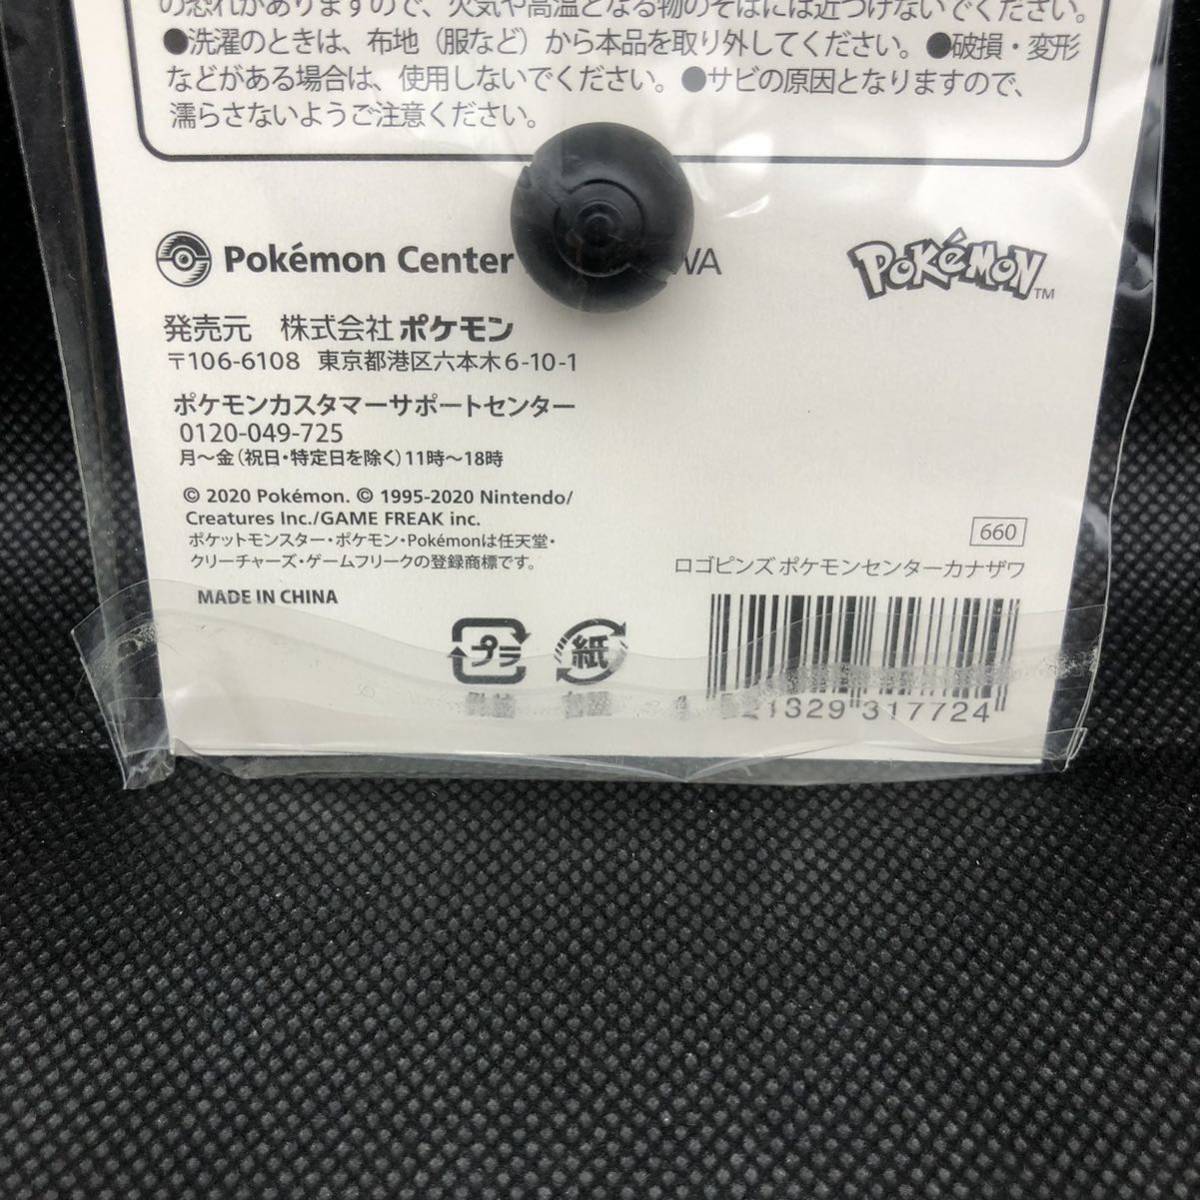 の恐れがありますので、火気や高温となる物のそばには近づけないでください。
●洗濯のときは、布地（服など）から本品を取り外してください。●破損・変形
などがある場合は、使用しないでください。●サビの原因となりますので、
濡らさないようご注意ください。
Pokémon Center WA
POKéMON™
発売元 株式会社ポケモン
〒106-6108 東京都港区六本木6-10-1
ポケモンカスタマーサポートセンター
0120-049-725
月～金（祝日・特定日を除く）11時～18時
© 2020 Pokémon. © 1995-2020 Nintendo/
Creatures Inc./GAME FREAK inc.
ポケットモンスター・ポケモン・Pokémonは任天堂・
クリーチャーズ・ゲームフリークの登録商標です。
MADE IN CHINA
660
ロゴピンズ ポケモンセンターカナザワ
プラ
紙
21329 317724